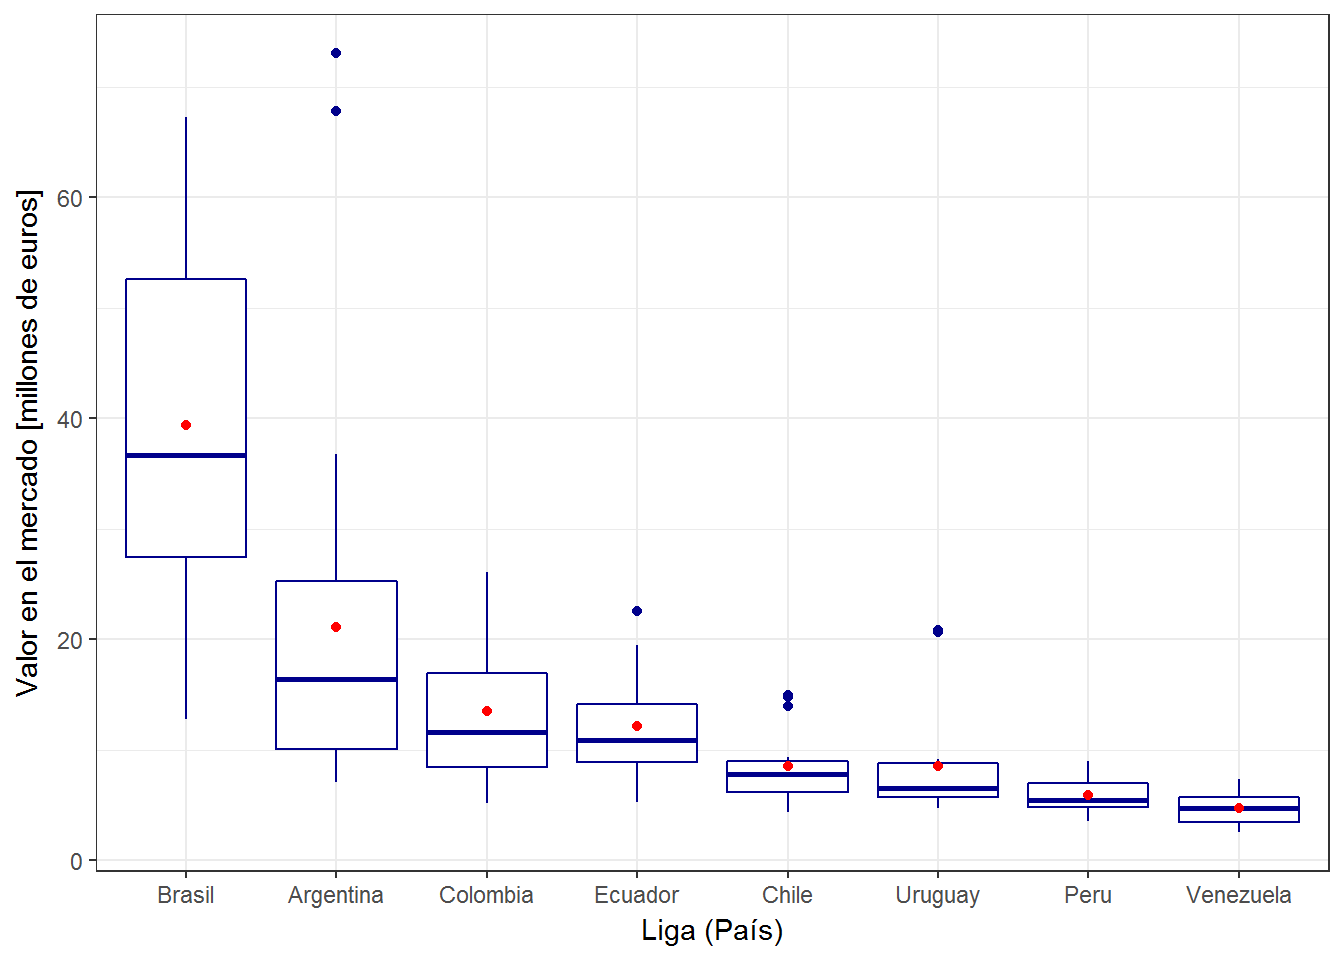 Valor en el mercado [millones de euros]
60
40
20
0
Brasil Argentina Colombia Ecuador Chile Uruguay Peru Venezuela
Liga (País)